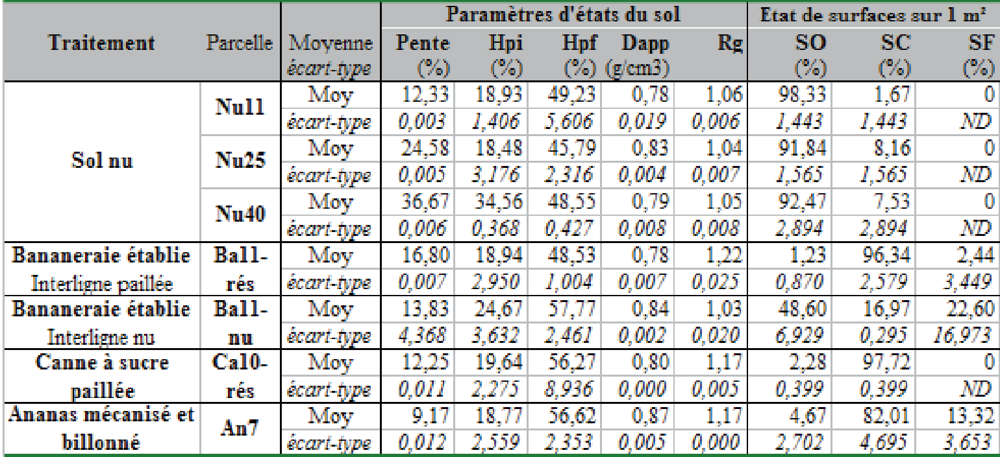 Paramètres d'états du sol Etat de surfaces sur 1 m²
Traitement Parcelle Moyenne Pente Hpi Hpf Dapp Rg SO SC SF
écart-type (%) (%) (%) (g/cm3) (%) (%) (%)
Sol nu Nu11 Moy 12,33 18,93 49,23 0,78 1,06 98,33 1,67 0
écart-type 0,003 1,406 5,606 0,019 0,006 1,443 1,443 ND
Nu25 Moy 24,58 18,48 45,79 0,83 1,04 91,84 8,16 0
écart-type 0,005 3,176 2,316 0,004 0,007 1,565 1,565 ND
Nu40 Moy 36,67 34,56 48,55 0,79 1,05 92,47 7,53 0
écart-type 0,006 0,368 0,427 0,008 0,008 2,894 2,894 ND
Bananeraie établie Ba11- Moy 16,80 18,94 48,53 0,78 1,22 1,23 96,34 2,44
Interligne paillée rés écart-type 0,007 2,950 1,004 0,007 0,025 0,870 2,579 3,449
Bananeraie établie Ba11- Moy 13,83 24,67 57,77 0,84 1,03 48,60 16,97 22,60
Interligne nu nu écart-type 4,368 3,632 2,461 0,002 0,020 6,929 0,295 16,973
Canne à sucre Ca10- Moy 12,25 19,64 56,27 0,80 1,17 2,28 97,72 0
paillée rés écart-type 0,011 2,275 8,936 0,000 0,005 0,399 0,399 ND
Ananas mécanisé et An7 Moy 9,17 18,77 56,62 0,87 1,17 4,67 82,01 13,32
billonné écart-type 0,012 2,559 2,353 0,005 0,000 2,702 4,695 3,653